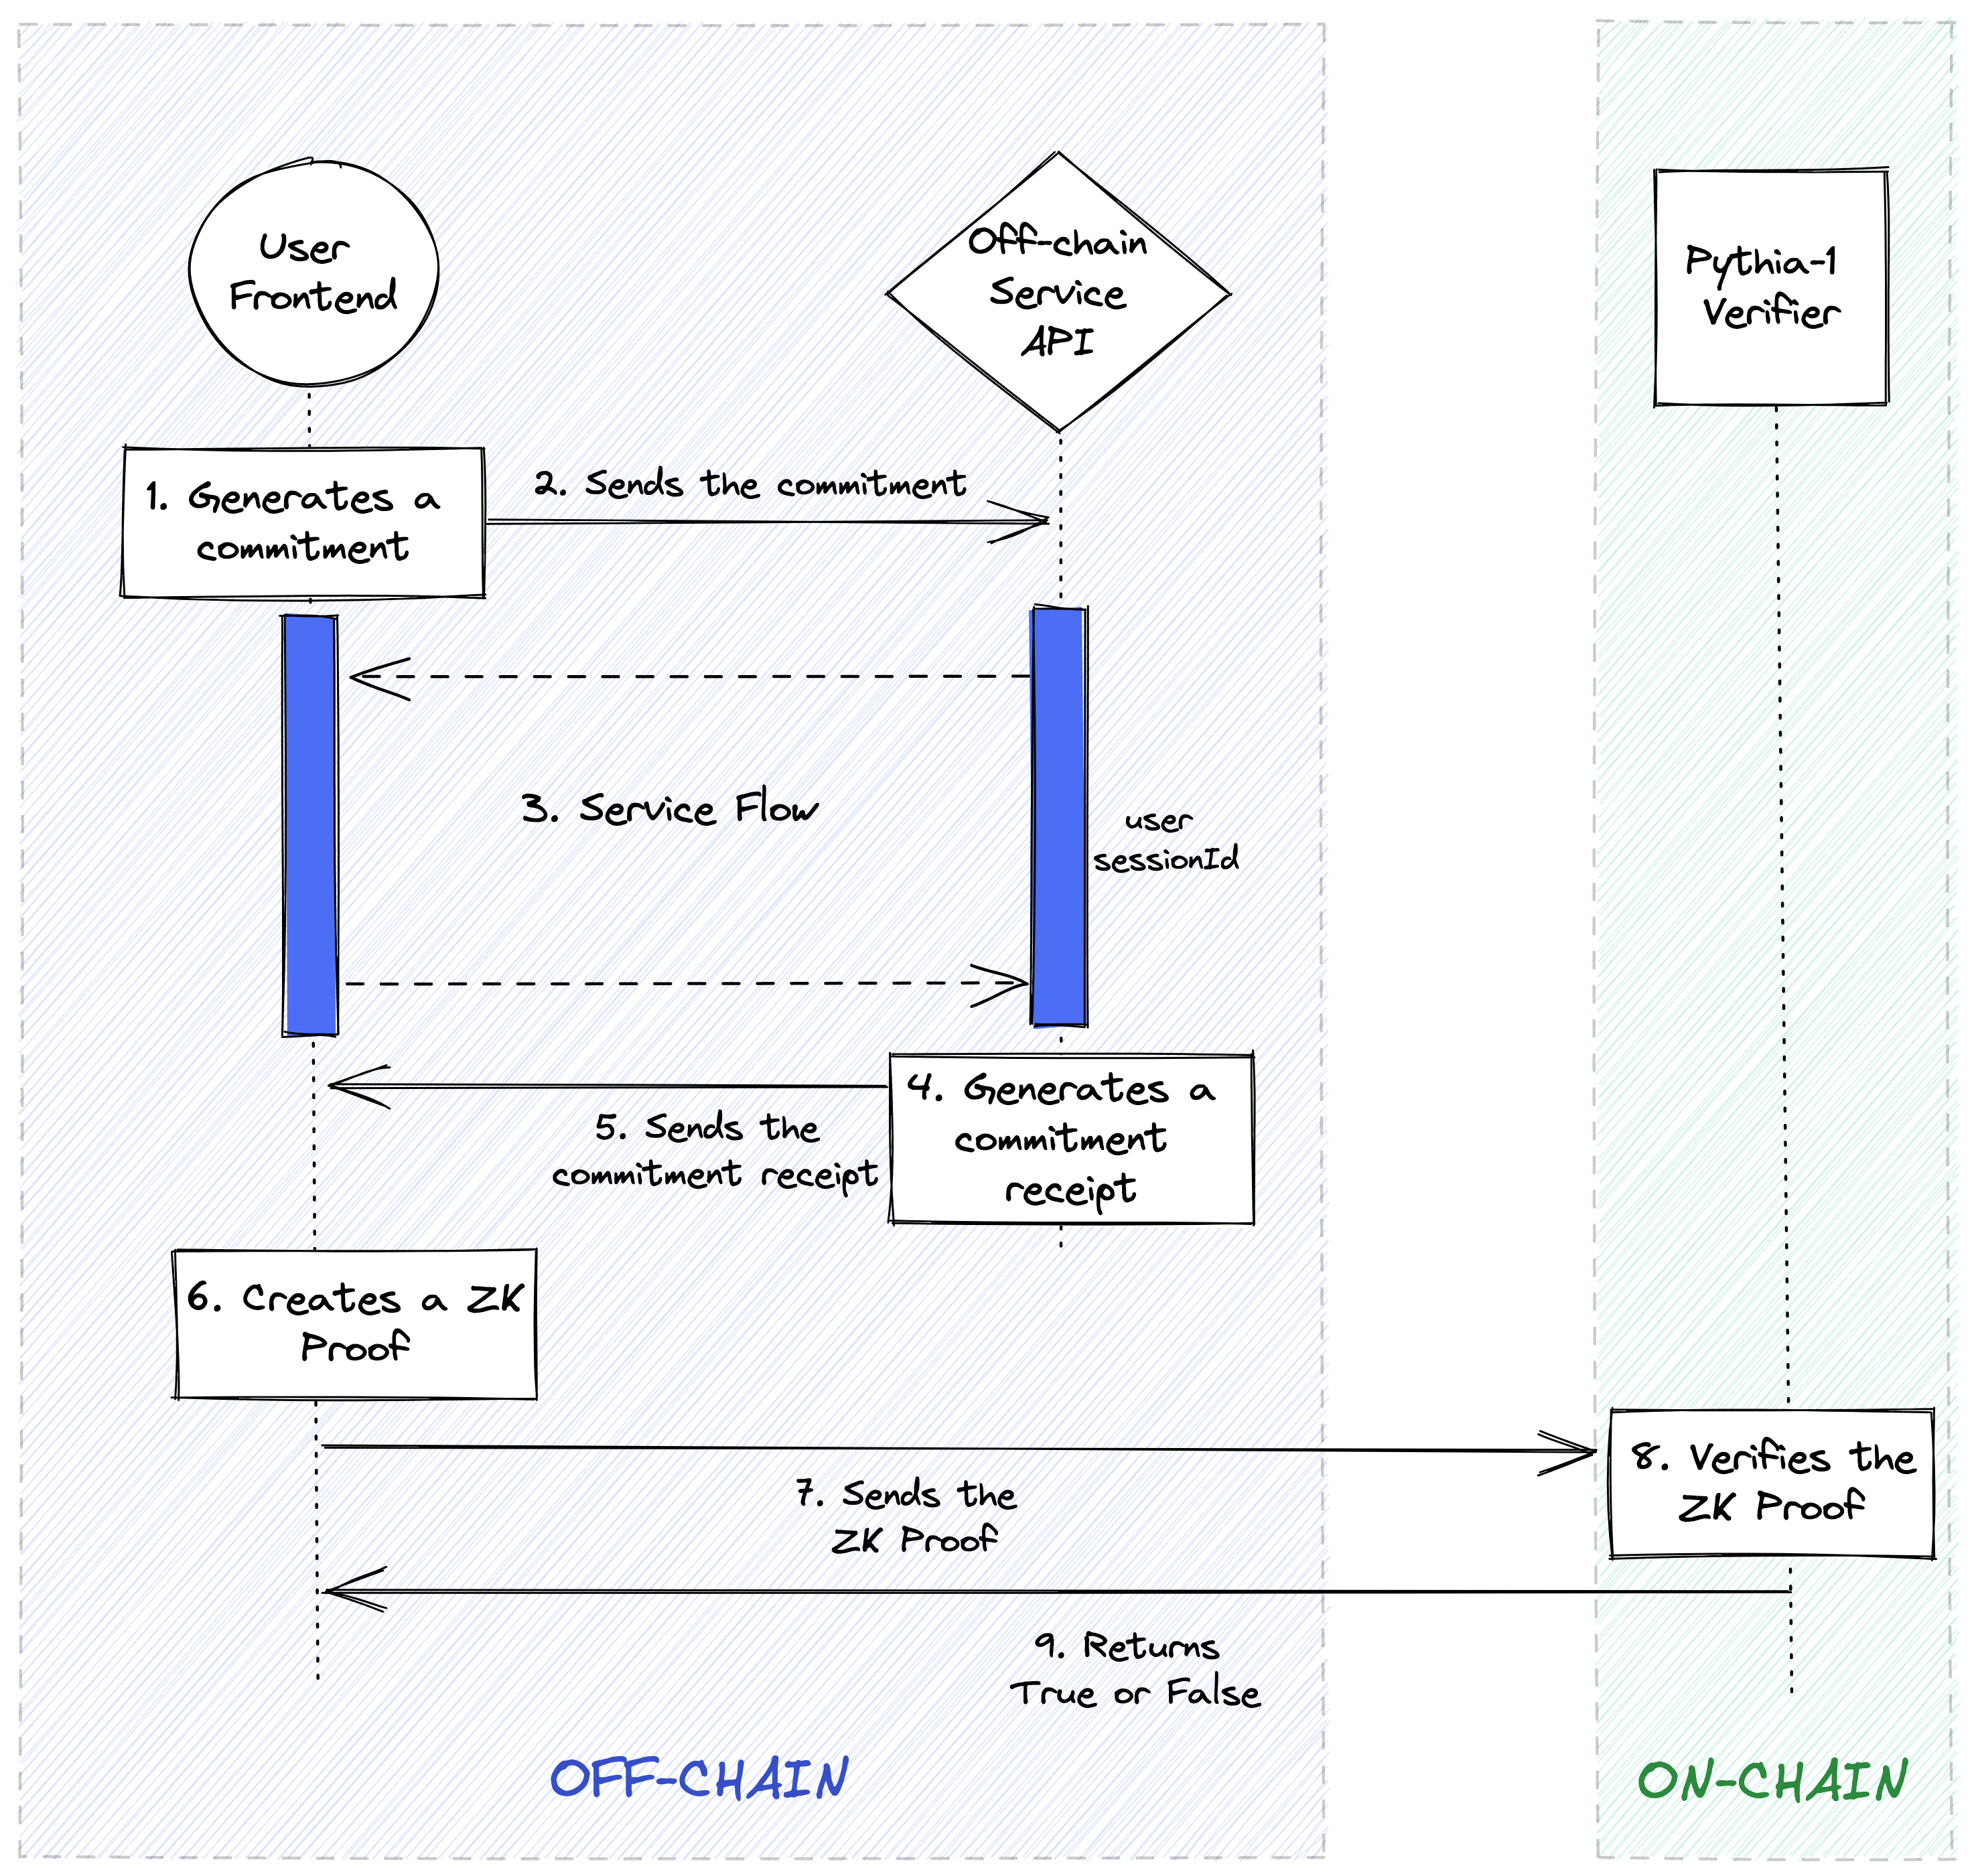 User
Frontend
Off-chain
Service
API
Pythia-1
Verifier
1. Generates a
commitment
2. Sends the commitment
3. Service Flow
user
sessionId
4. Generates a
commitment
receipt
5. Sends the
commitment receipt
6. Creates a ZK
Proof
7. Sends the
ZK Proof
8. Verifies the
ZK Proof
9. Returns
True or False
OFF-CHAIN
ON-CHAIN